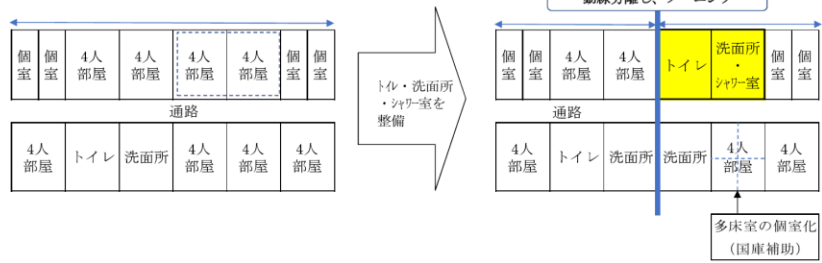 個室
個室
4人部屋
4人部屋
4人部屋
4人部屋
個室
個室
通路
4人部屋
トイレ
洗面所
4人部屋
4人部屋
4人部屋
トイレ・洗面所
・シャワー室を
整備
個室
個室
4人部屋
4人部屋
トイレ
洗面所・シャワー室
個室
個室
通路
4人部屋
トイレ
洗面所
洗面所
4人部屋
4人部屋
多床室の個室化
(国庫補助)